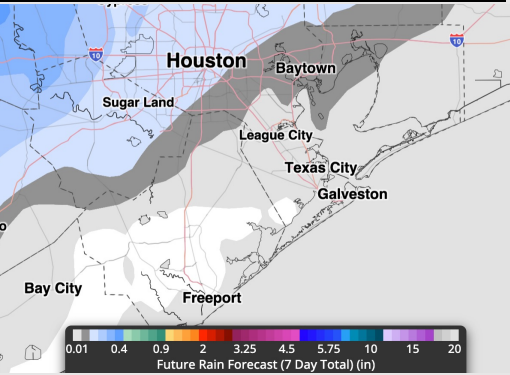 10
Houston
10
Baytown
Sugar Land
League City
Texas City
Galveston
o
Bay City
Freeport
0.01 0.4 0.9 2 3.25 4.5 5.75 10 15 20
Future Rain Forecast (7 Day Total) (in)